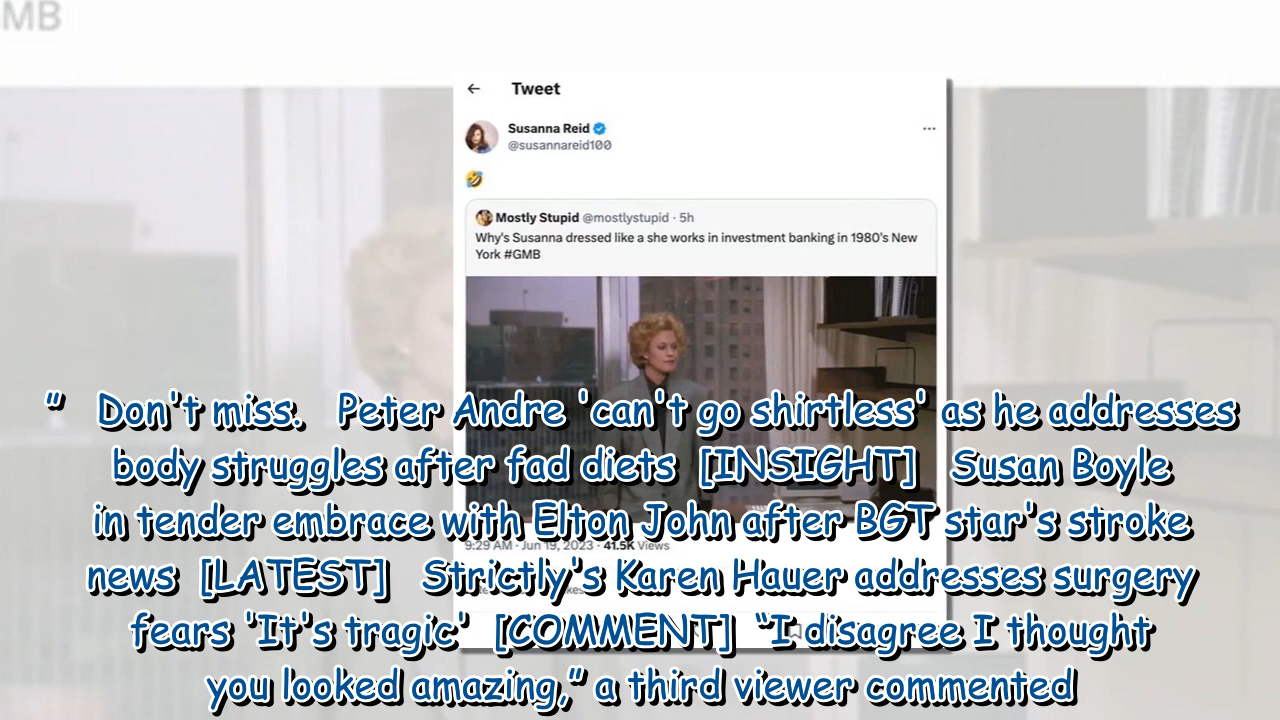 MB
Tweet
Susanna Reid
@susannareid100
🤣
Mostly Stupid @mostlystupid · 5h
Why's Susanna dressed like a she works in investment banking in 1980's New
York #GMB
” Don't miss. Peter Andre 'can't go shirtless' as he addresses
body struggles after fad diets [INSIGHT] Susan Boyle
in tender embrace with Elton John after BGT star's stroke
9:29 AM · Jun 19, 2023 · 41.5K Views
news [LATEST] Strictly's Karen Hauer addresses surgery
fears 'It's tragic' [COMMENT] “I disagree I thought
you looked amazing,” a third viewer commented